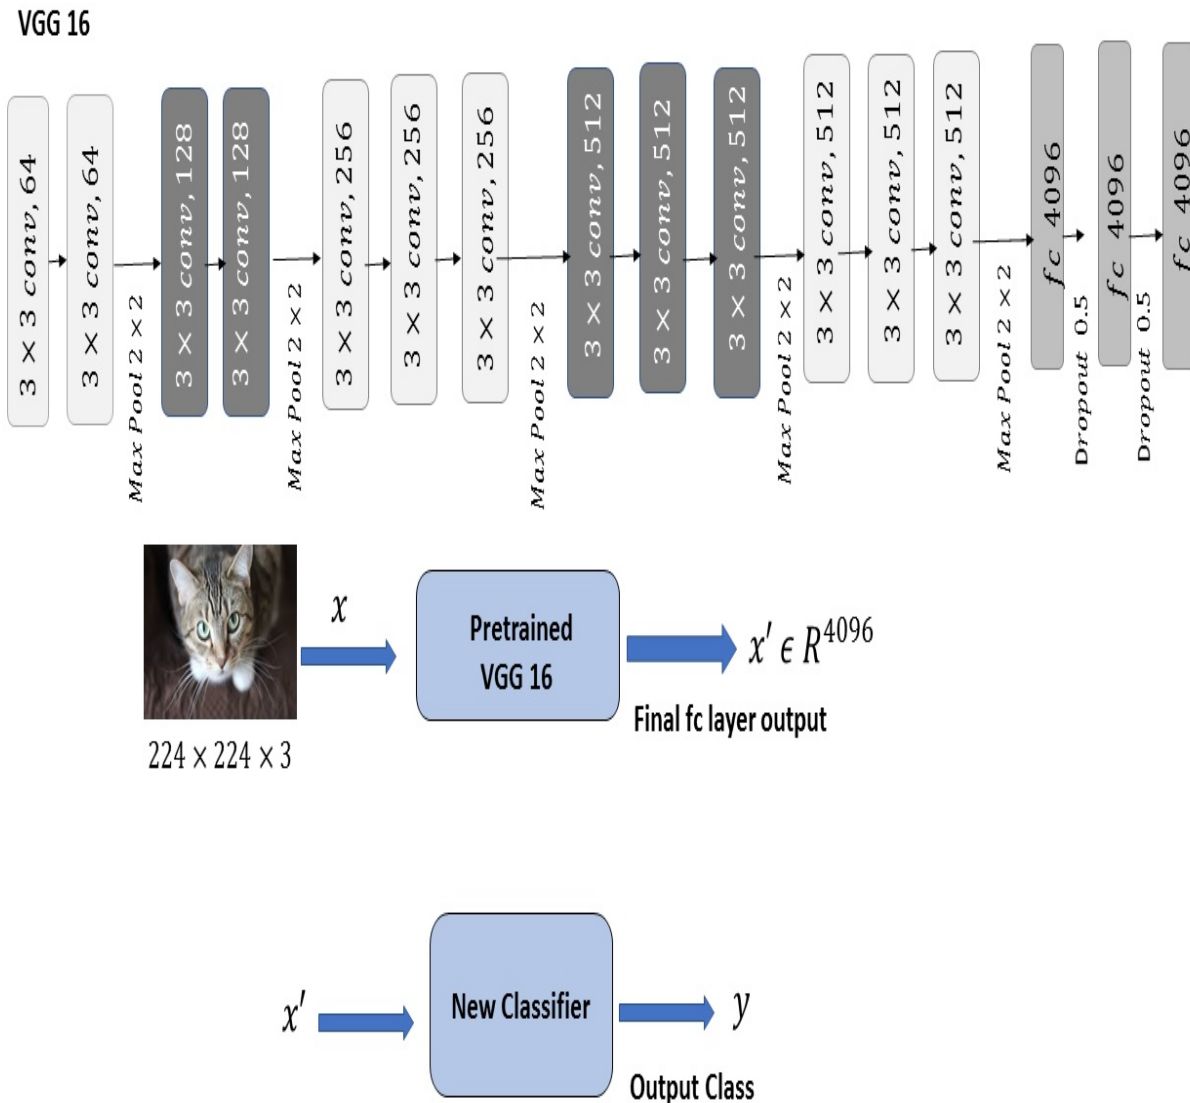 VGG 16
3 × 3 conv, 64
3 × 3 conv, 64
Max Pool 2 × 2
3 × 3 conv, 128
3 × 3 conv, 128
Max Pool 2 × 2
3 × 3 conv, 256
3 × 3 conv, 256
3 × 3 conv, 256
Max Pool 2 × 2
3 × 3 conv, 512
3 × 3 conv, 512
3 × 3 conv, 512
Max Pool 2 × 2
3 × 3 conv, 512
3 × 3 conv, 512
3 × 3 conv, 512
Max Pool 2 × 2
fc 4096
Dropout 0.5
fc 4096
Dropout 0.5
fc 4096
x
Pretrained
VGG 16
x′ ϵ R⁴⁰⁹⁶
Final fc layer output
224 × 224 × 3
x′
New Classifier
y
Output Class